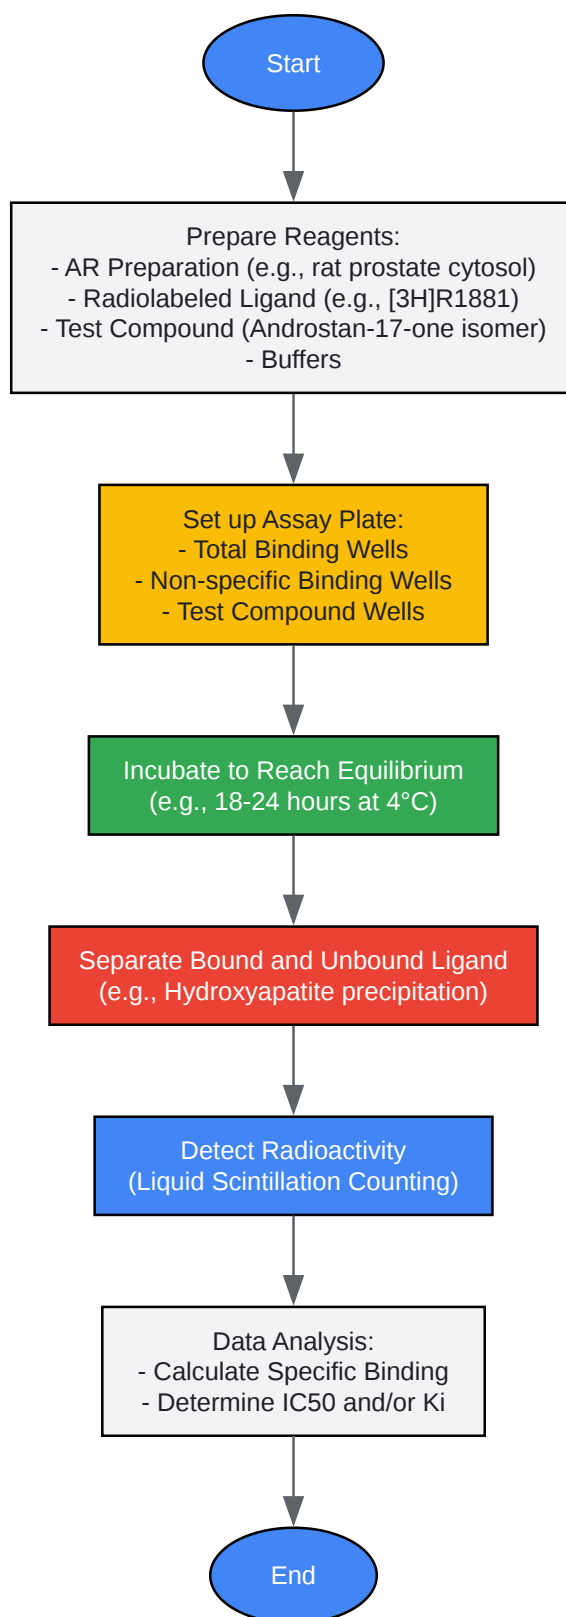 Start
Prepare Reagents:
- AR Preparation (e.g., rat prostate cytosol)
- Radiolabeled Ligand (e.g., [3H]R1881)
- Test Compound (Androstan-17-one isomer)
- Buffers
Set up Assay Plate:
- Total Binding Wells
- Non-specific Binding Wells
- Test Compound Wells
Incubate to Reach Equilibrium
(e.g., 18-24 hours at 4°C)
Separate Bound and Unbound Ligand
(e.g., Hydroxyapatite precipitation)
Detect Radioactivity
(Liquid Scintillation Counting)
Data Analysis:
- Calculate Specific Binding
- Determine IC50 and/or Ki
End